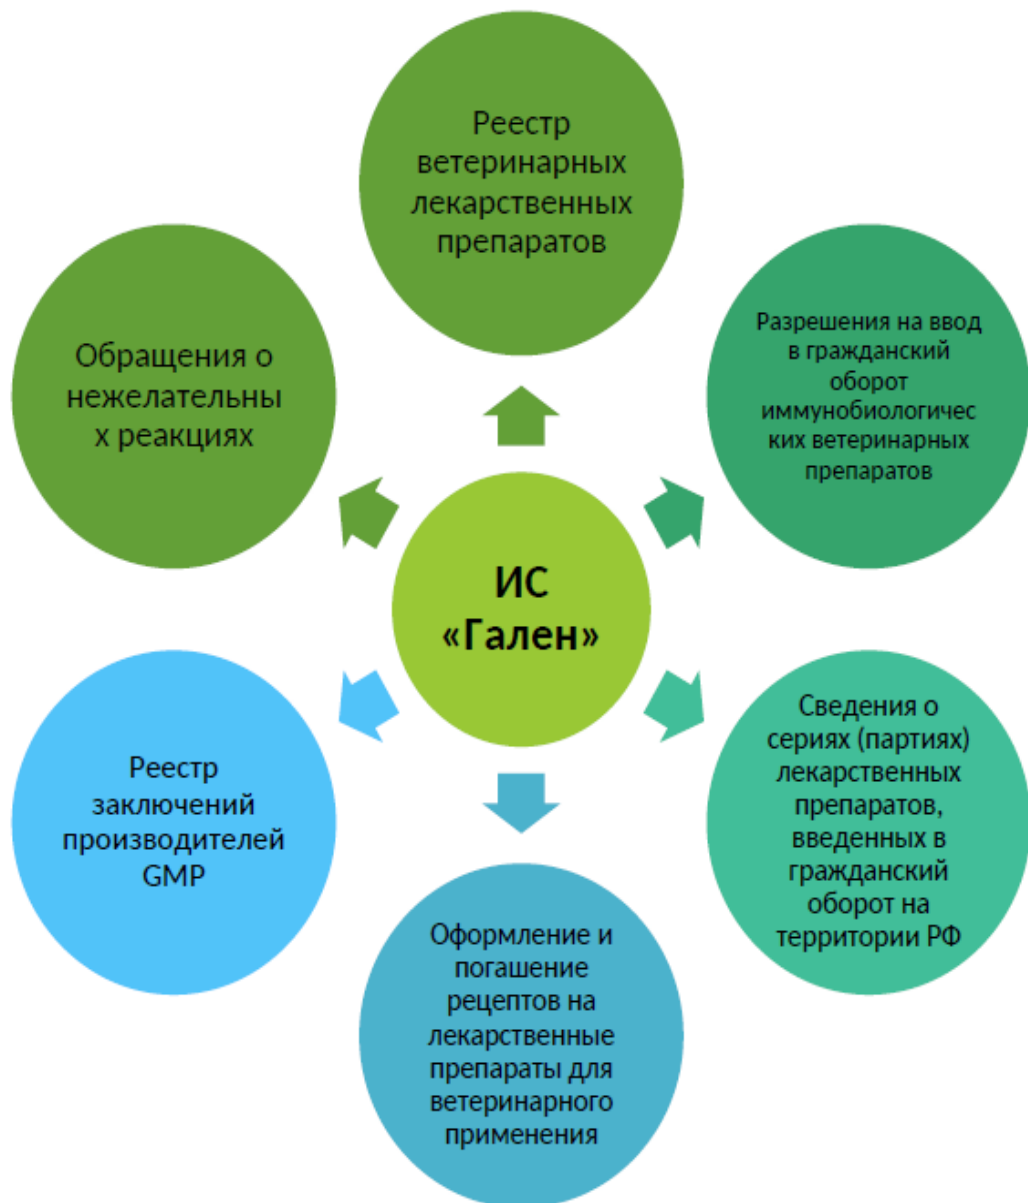 Реестр
ветеринарных
лекарственных
препаратов
Разрешения на ввод
в гражданский
оборот
иммунобиологичес
ких ветеринарных
препаратов
Обращения о
нежелательны
х реакциях
ИС
«Гален»
Сведения о
сериях (партиях)
лекарственных
препаратов,
введенных в
гражданский
оборот на
территории РФ
Реестр
заключений
производителей
GMP
Оформление и
погашение
рецептов на
лекарственные
препараты для
ветеринарного
применения